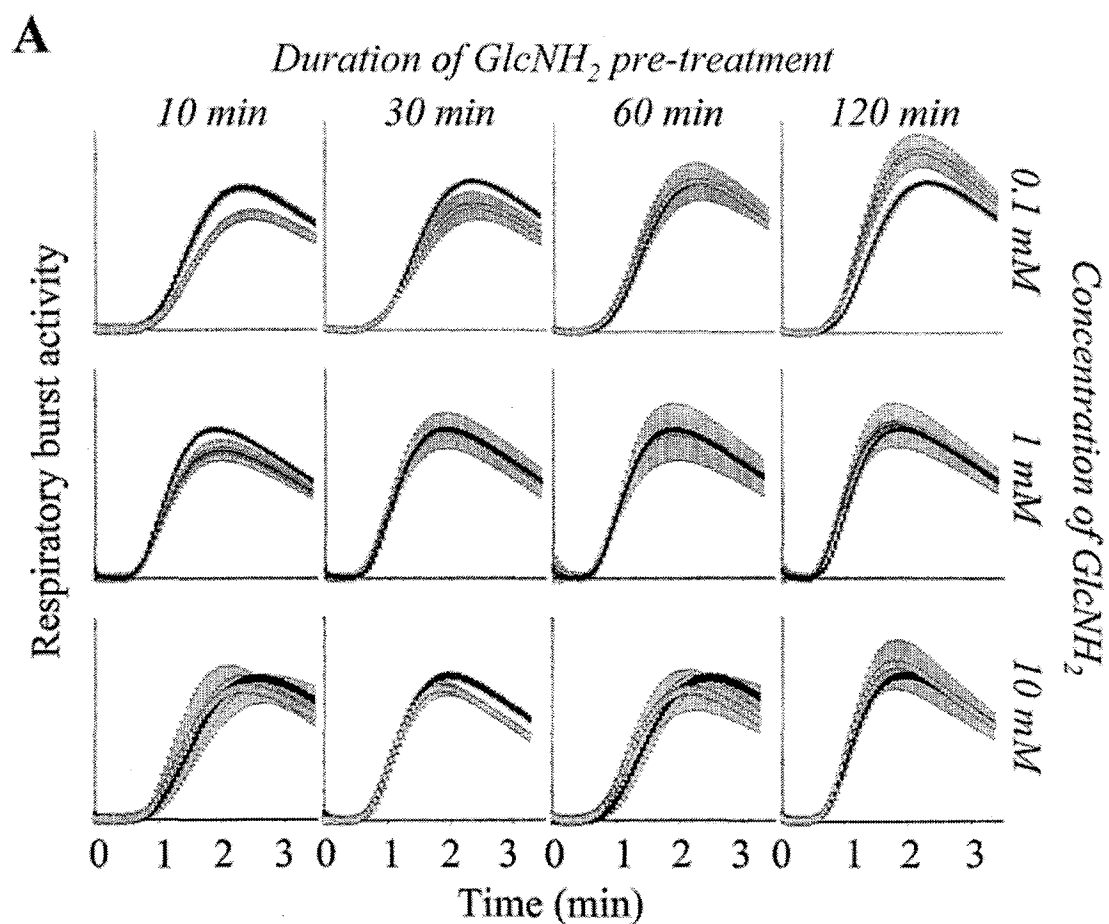 A
Duration of GlcNH₂ pre-treatment
10 min 30 min 60 min 120 min
Respiratory burst activity
0.1 mM
1 mM
10 mM
Concentration of GlcNH₂
0 1 2 3 0 1 2 3 0 1 2 3 0 1 2 3
Time (min)